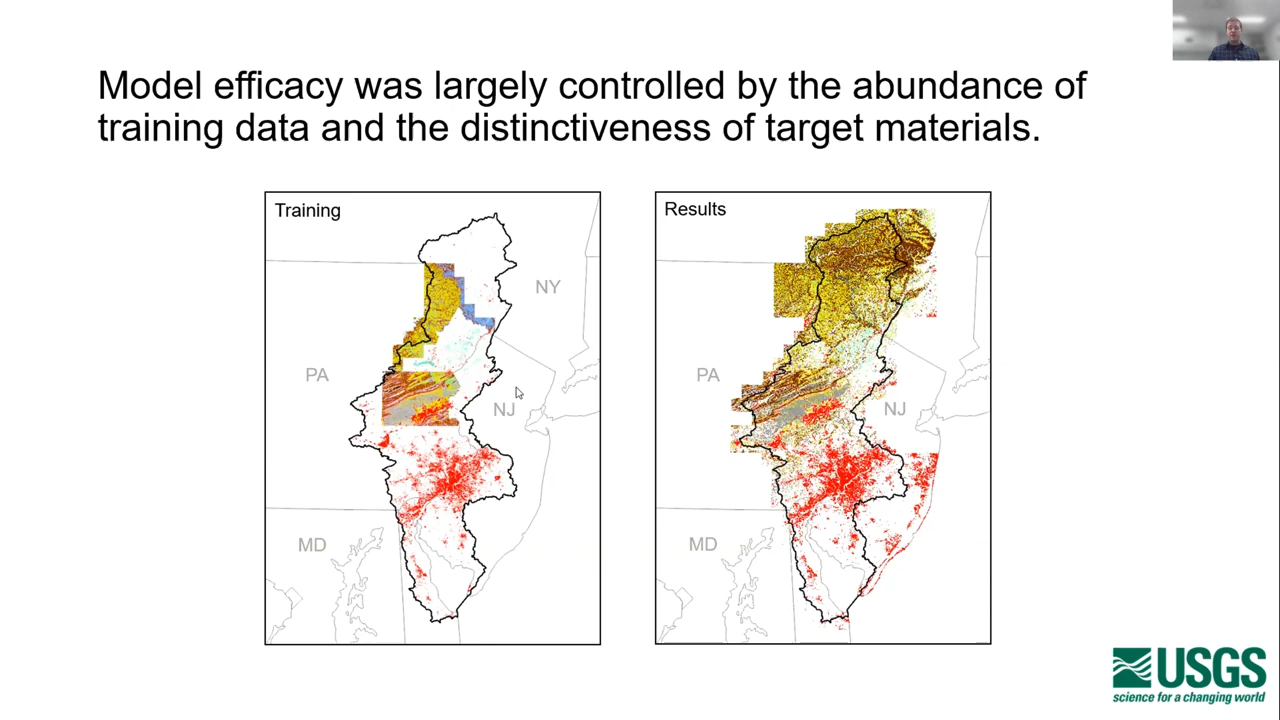 Model efficacy was largely controlled by the abundance of
training data and the distinctiveness of target materials.
Training
NY
PA
NJ
MD
Results
NY
PA
NJ
MD
USGS
science for a changing world